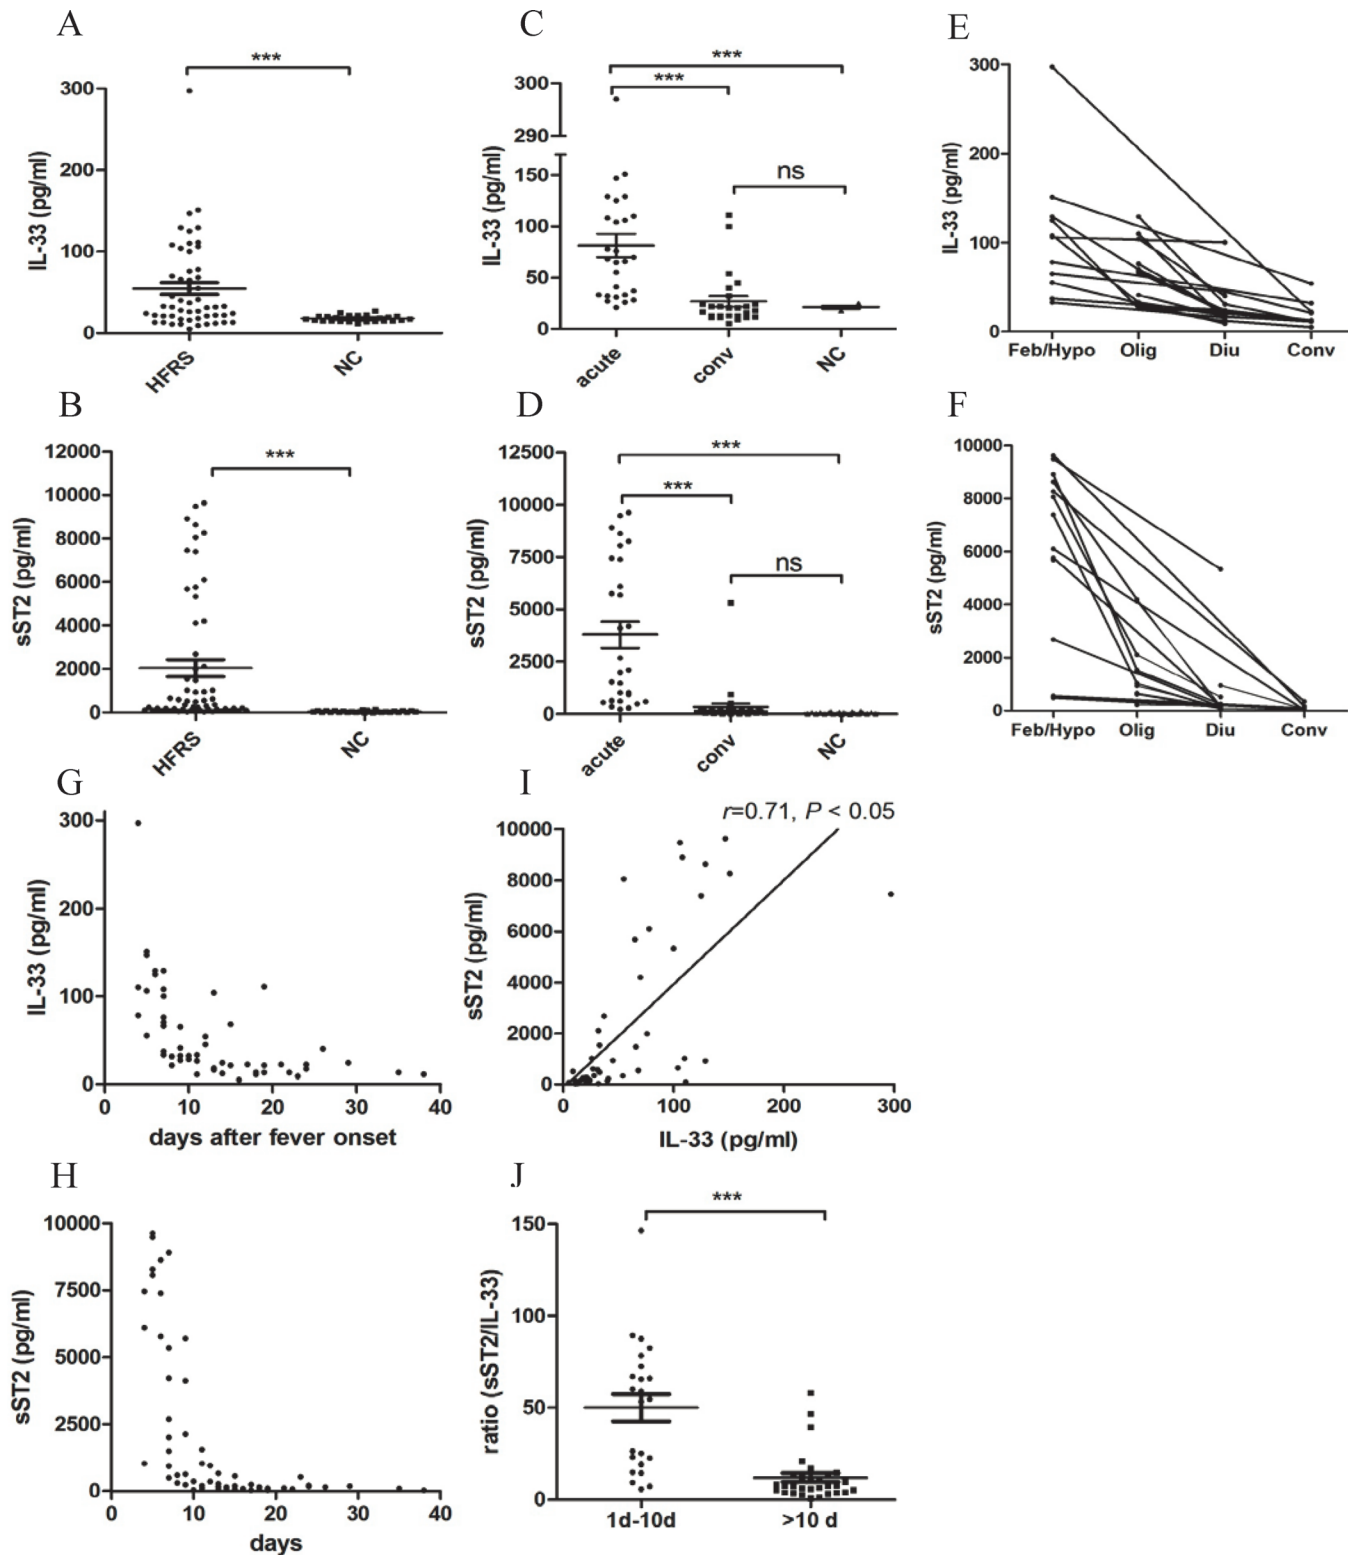 A
***
300
200
100
0
IL-33 (pg/ml)
HFRS
NC
C
***
***
ns
300
290
150
100
50
0
IL-33 (pg/ml)
acute
conv
NC
E
300
200
100
0
IL-33 (pg/ml)
Feb/Hypo
Olig
Diu
Conv
B
***
12000
10000
8000
6000
4000
2000
0
sST2 (pg/ml)
HFRS
NC
D
***
***
ns
12500
10000
7500
5000
2500
0
sST2 (pg/ml)
acute
conv
NC
F
10000
8000
6000
4000
2000
0
sST2 (pg/ml)
Feb/Hypo
Olig
Diu
Conv
G
300
200
100
0
IL-33 (pg/ml)
0 10 20 30 40
days after fever onset
I
r=0.71, P < 0.05
10000
8000
6000
4000
2000
0
sST2 (pg/ml)
0 100 200 300
IL-33 (pg/ml)
H
10000
7500
5000
2500
0
sST2 (pg/ml)
0 10 20 30 40
days
J
***
150
100
50
0
ratio (sST2/IL-33)
1d-10d
>10 d